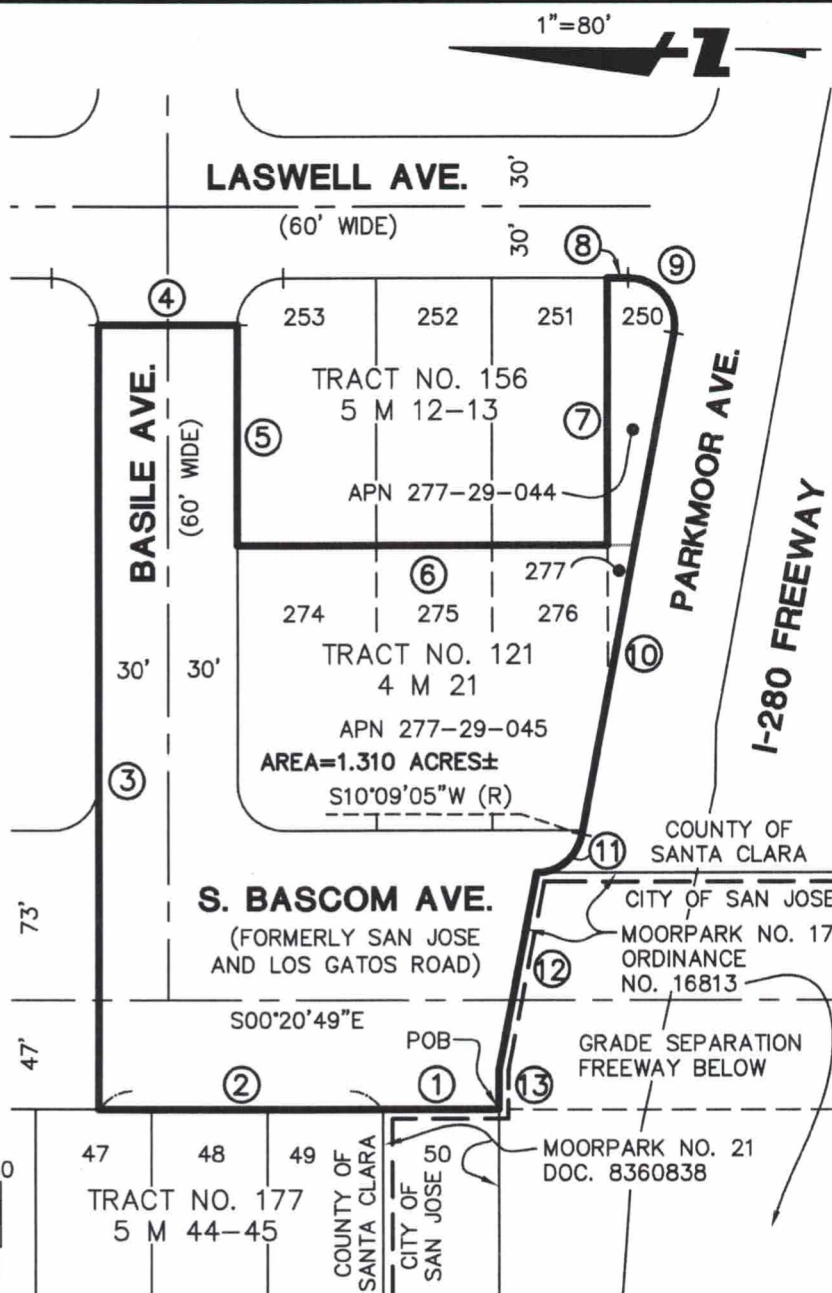 1"=80'
Z
LASWELL AVE.
(60' WIDE)
30'
30'
8
9
4
253
252
251
250
TRACT NO. 156
5 M 12-13
BASILE AVE.
(60' WIDE)
5
7
APN 277-29-044
PARKMOOR AVE.
I-280 FREEWAY
6
277
274
275
276
TRACT NO. 121
4 M 21
30'
30'
10
APN 277-29-045
AREA=1.310 ACRES±
S10°09'05"W (R)
3
11
COUNTY OF
SANTA CLARA
CITY OF SAN JOSE
S. BASCOM AVE.
(FORMERLY SAN JOSE
AND LOS GATOS ROAD)
73'
MOORPARK NO. 17
ORDINANCE
NO. 16813
12
S00°20'49"E
47'
POB
GRADE SEPARATION
FREEWAY BELOW
2
1
13
0
47
48
49
50
TRACT NO. 177
5 M 44-45
COUNTY OF
SANTA CLARA
CITY OF
SAN JOSE
MOORPARK NO. 21
DOC. 8360838